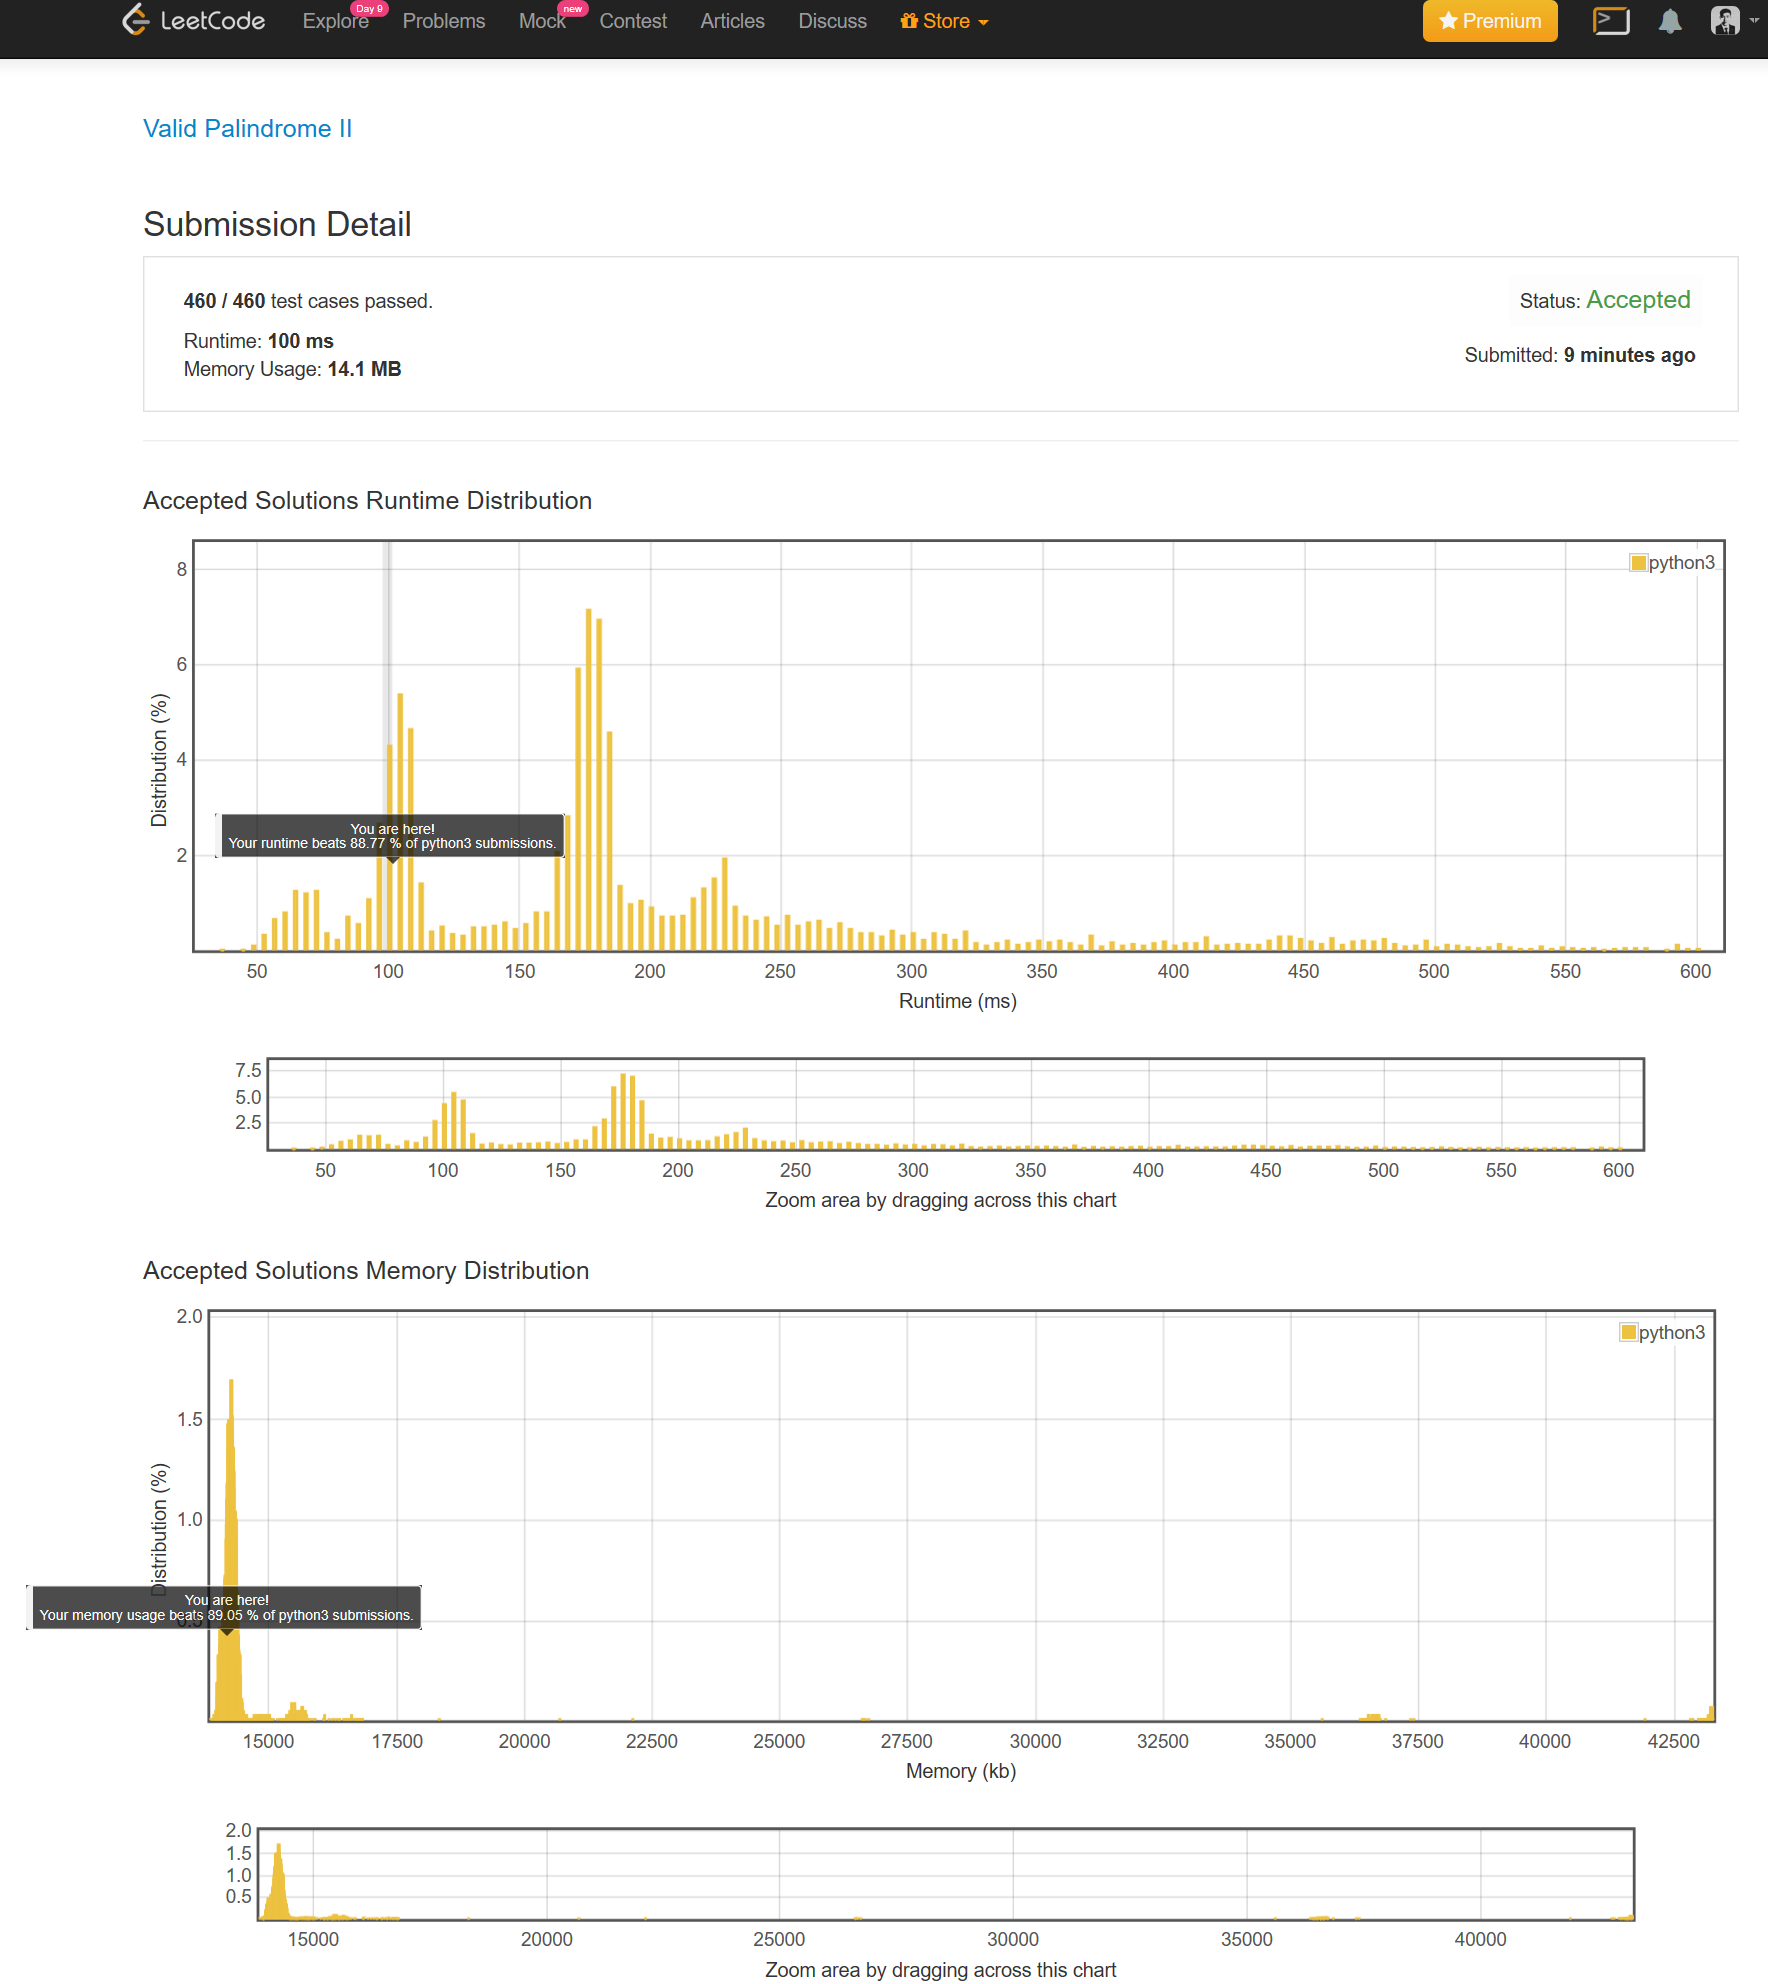 LeetCode Explore Day 9 Problems Mock new Contest Articles Discuss Store Premium
Valid Palindrome II
Submission Detail
460 / 460 test cases passed.
Status: Accepted
Runtime: 100 ms
Submitted: 9 minutes ago
Memory Usage: 14.1 MB
Accepted Solutions Runtime Distribution
python3
8
6
4
2
Distribution (%)
You are here!
Your runtime beats 88.77 % of python3 submissions.
50 100 150 200 250 300 350 400 450 500 550 600
Runtime (ms)
7.5
5.0
2.5
50 100 150 200 250 300 350 400 450 500 550 600
Zoom area by dragging across this chart
Accepted Solutions Memory Distribution
python3
2.0
1.5
1.0
0.5
Distribution (%)
You are here!
Your memory usage beats 89.05 % of python3 submissions.
15000 17500 20000 22500 25000 27500 30000 32500 35000 37500 40000 42500
Memory (kb)
2.0
1.5
1.0
0.5
15000 20000 25000 30000 35000 40000
Zoom area by dragging across this chart